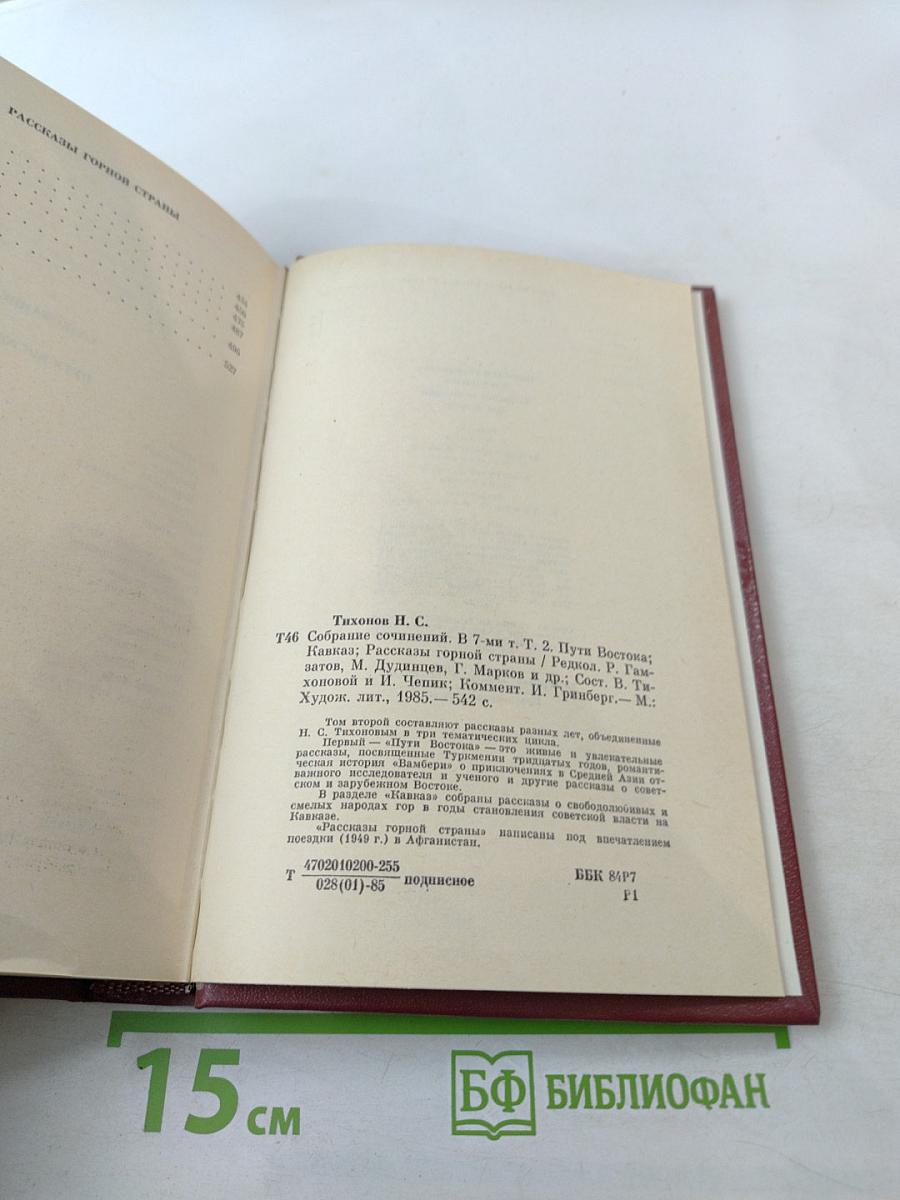 РАССКАЗЫ ГОРНОЙ СТРАНЫ
475
487
496
527
Тихонов Н. С.
Т46 Собрание сочинений. В 7-ми т. Т. 2. Пути Востока;
Кавказ; Рассказы горной страны / Редкол. Р. Гам-
затов, М. Дудинцев, Г. Марков и др.; Сост. В. Ти-
хоновой и И. Чепик; Коммент. И. Гринберг.— М.:
Худож. лит., 1985.— 542 с.
Том второй составляют рассказы разных лет, объединенные
Н. С. Тихоновым в три тематических цикла.
Первый — «Пути Востока» — это живые и увлекательные
рассказы, посвященные Туркмении тридцатых годов, романти-
ческая история «Вамбери» о приключениях в Средней Азии от-
важного исследователя и ученого и другие рассказы о совет-
ском и зарубежном Востоке.
В разделе «Кавказ» собраны рассказы о свободолюбивых и
смелых народах гор в годы становления советской власти на
Кавказе.
«Рассказы горной страны» написаны под впечатлением
поездки (1949 г.) в Афганистан.
Т 4702010200-255
028(01)-85 подписное
ББК 84Р7
Р1
15 см
БФ БИБЛИОФАН